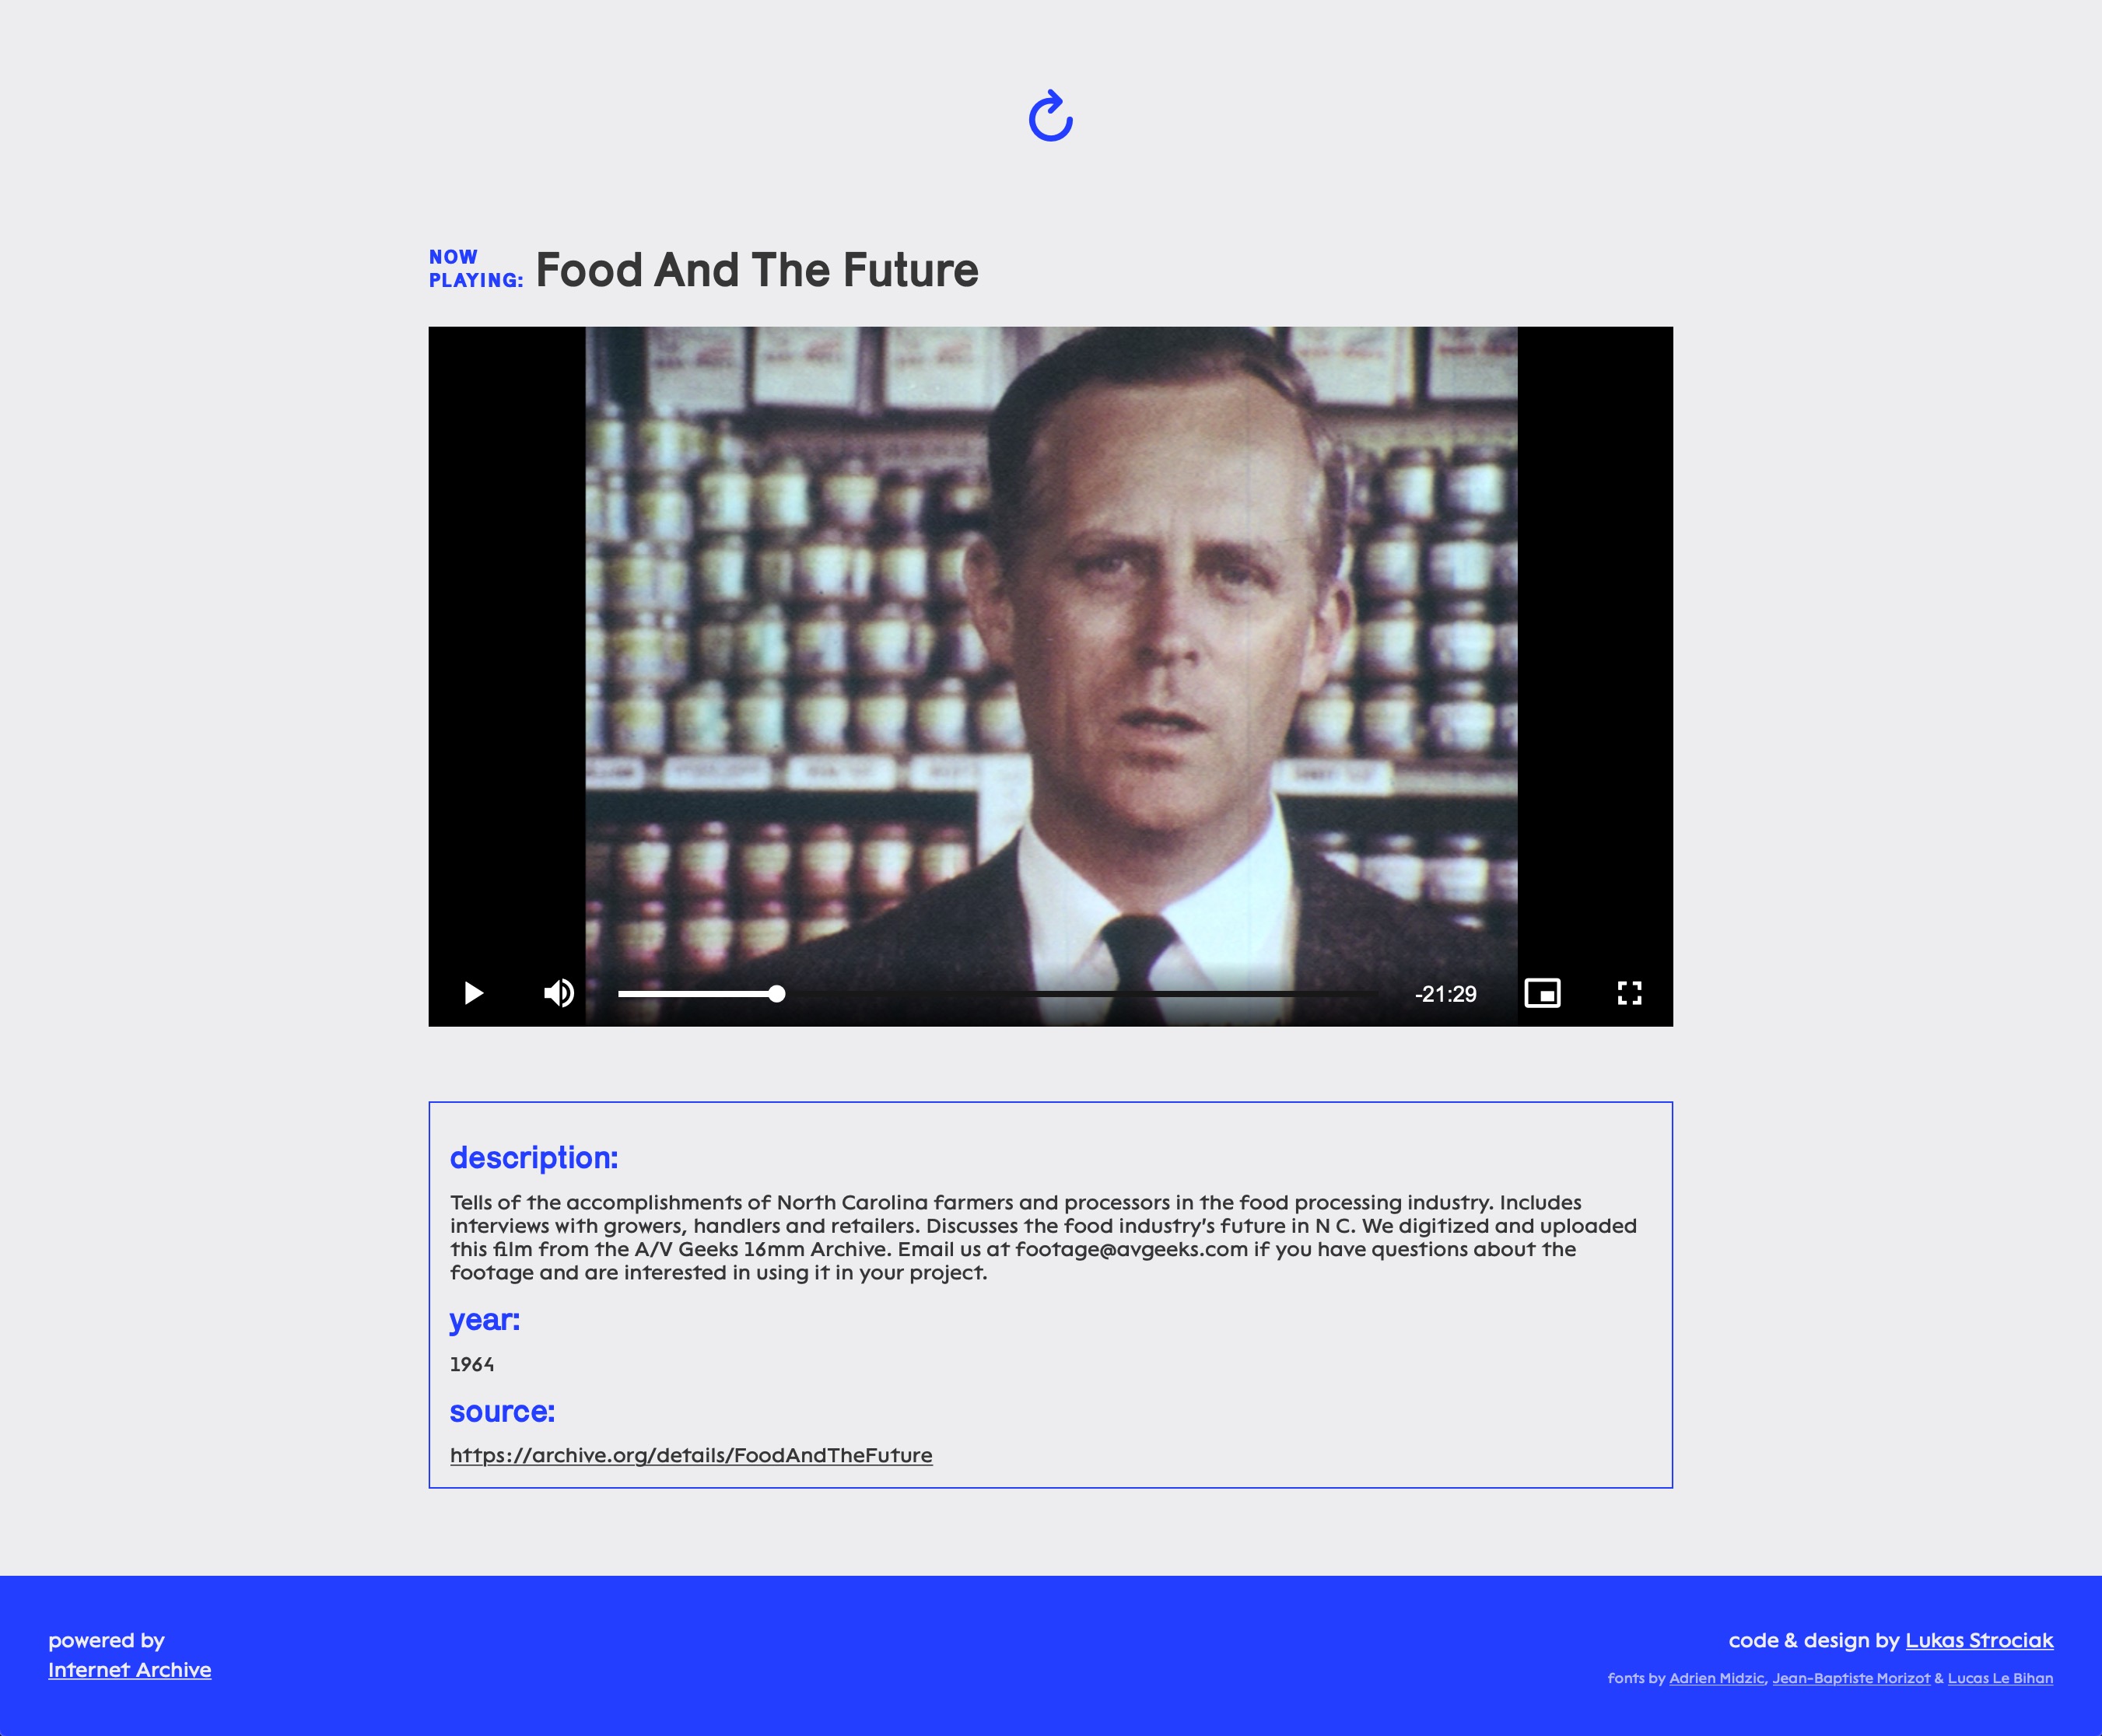 NOW
PLAYING:
Food And The Future
-21:29
description:
Tells of the accomplishments of North Carolina farmers and processors in the food processing industry. Includes
interviews with growers, handlers and retailers. Discusses the food industry's future in N C. We digitized and uploaded
this film from the A/V Geeks 16mm Archive. Email us at footage@avgeeks.com if you have questions about the
footage and are interested in using it in your project.
year:
1964
source:
https://archive.org/details/FoodAndTheFuture
powered by
Internet Archive
code & design by Lukas Strociak
fonts by Adrien Midzic, Jean-Baptiste Morizot & Lucas Le Bihan